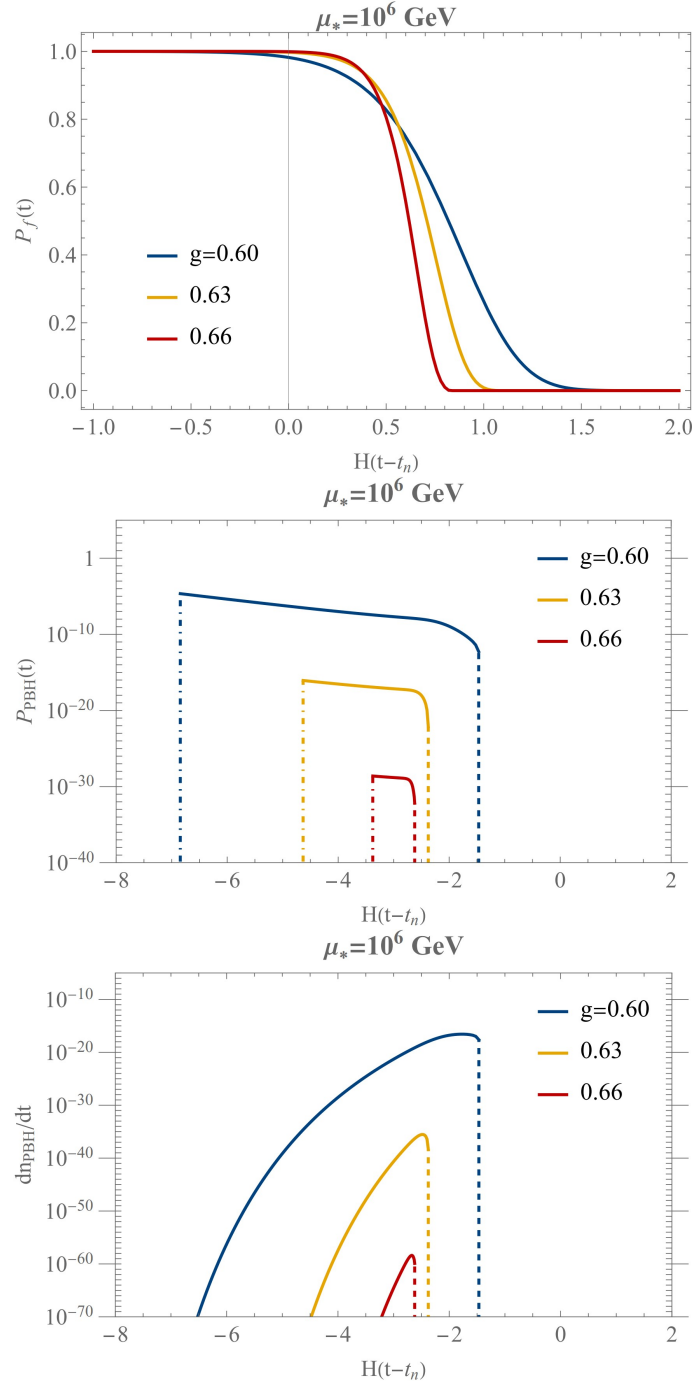 μ*=10^6 GeV
1.0
0.8
0.6
0.4
0.2
0.0
P_f(t)
g=0.60
0.63
0.66
−1.0 −0.5 0.0 0.5 1.0 1.5 2.0
H(t−t_n)
μ*=10^6 GeV
1
10^−10
10^−20
10^−30
10^−40
P_PBH(t)
g=0.60
0.63
0.66
−8 −6 −4 −2 0 2
H(t−t_n)
μ*=10^6 GeV
10^−10
10^−20
10^−30
10^−40
10^−50
10^−60
10^−70
dn_PBH/dt
g=0.60
0.63
0.66
−8 −6 −4 −2 0 2
H(t−t_n)